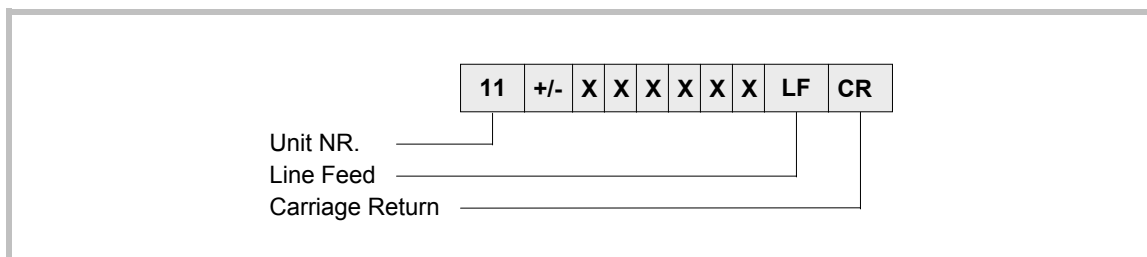 11 +/- X X X X X X LF CR
Unit NR.
Line Feed
Carriage Return